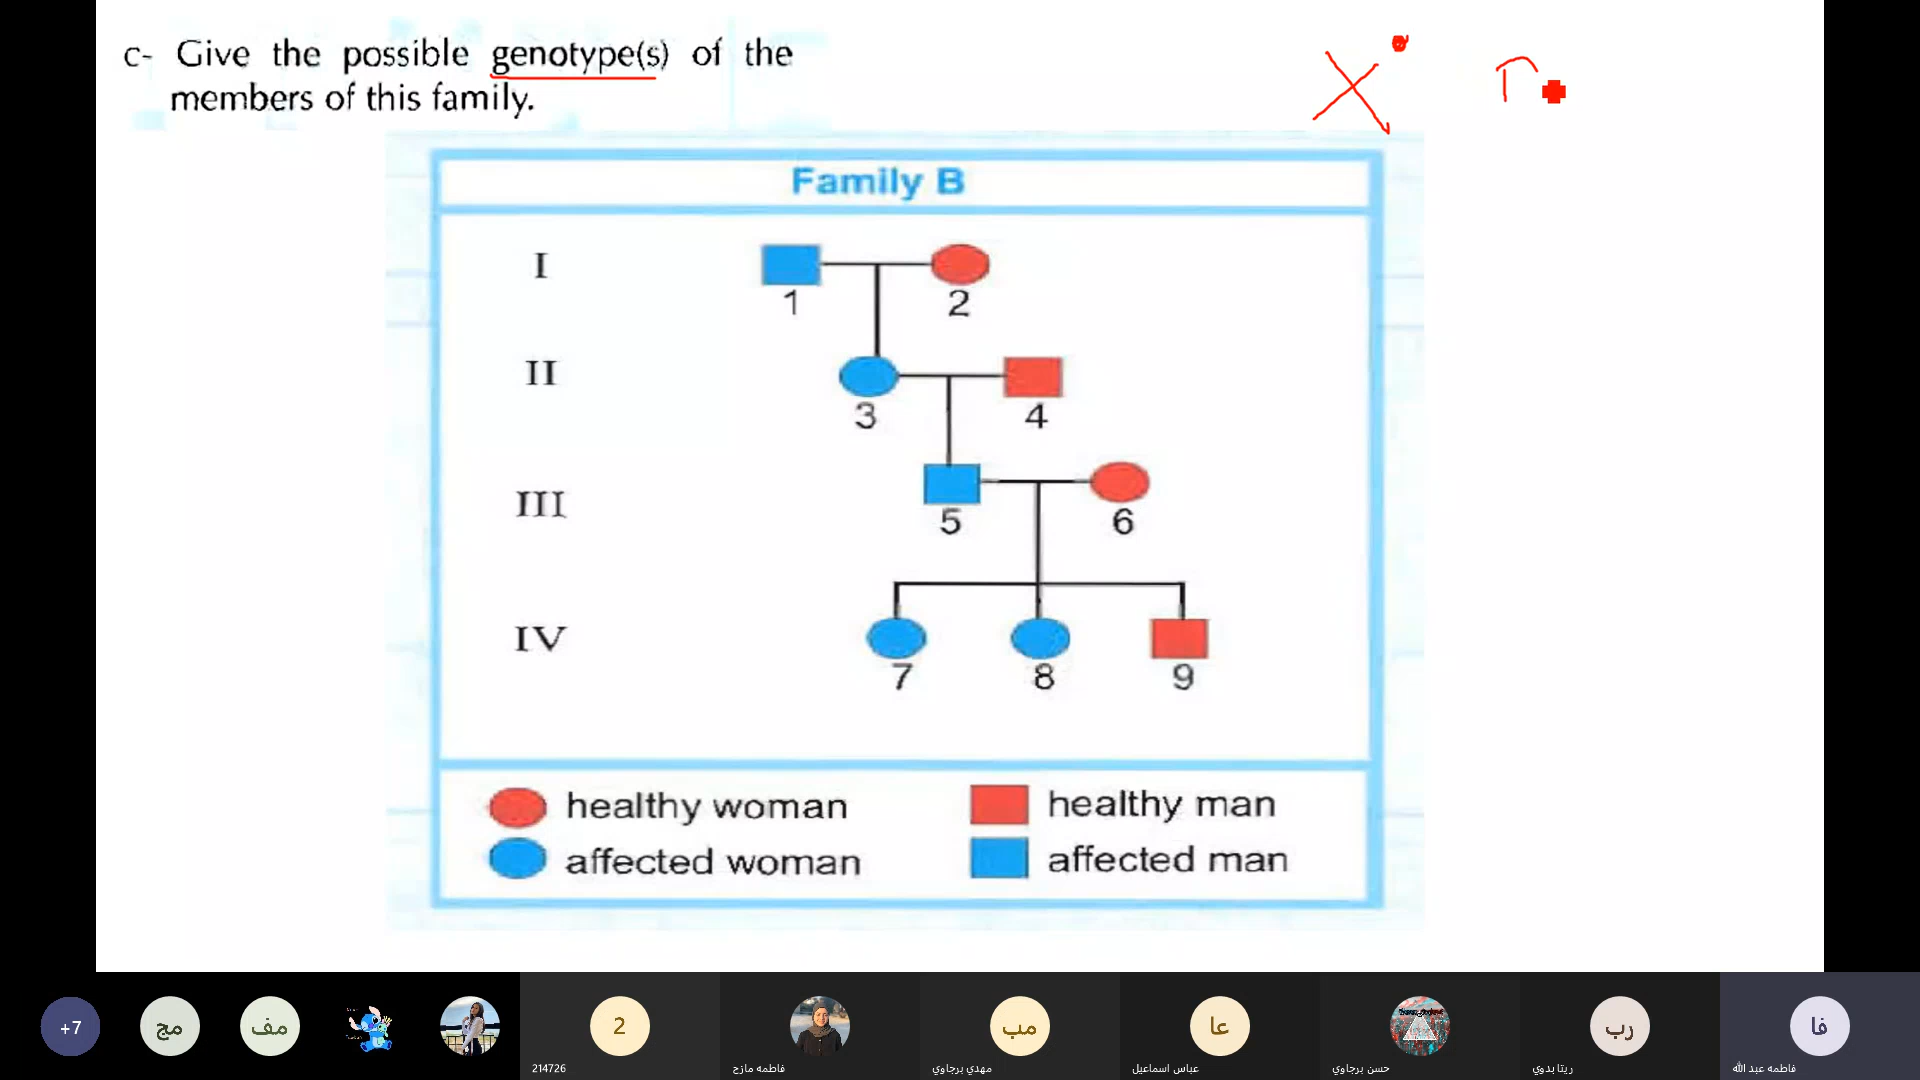 c- Give the possible genotype(s) of the
members of this family.
X r
Family B
I
1
2
II
3
4
III
5
6
IV
7
8
9
healthy woman
healthy man
affected woman
affected man
+7
مج
مف
2
مب
عا
رب
فا
214726
فاطمه مازح
مهدي برجاوي
عباس اسماعيل
حسن برجاوي
ريتا بدوي
فاطمه عبد الله